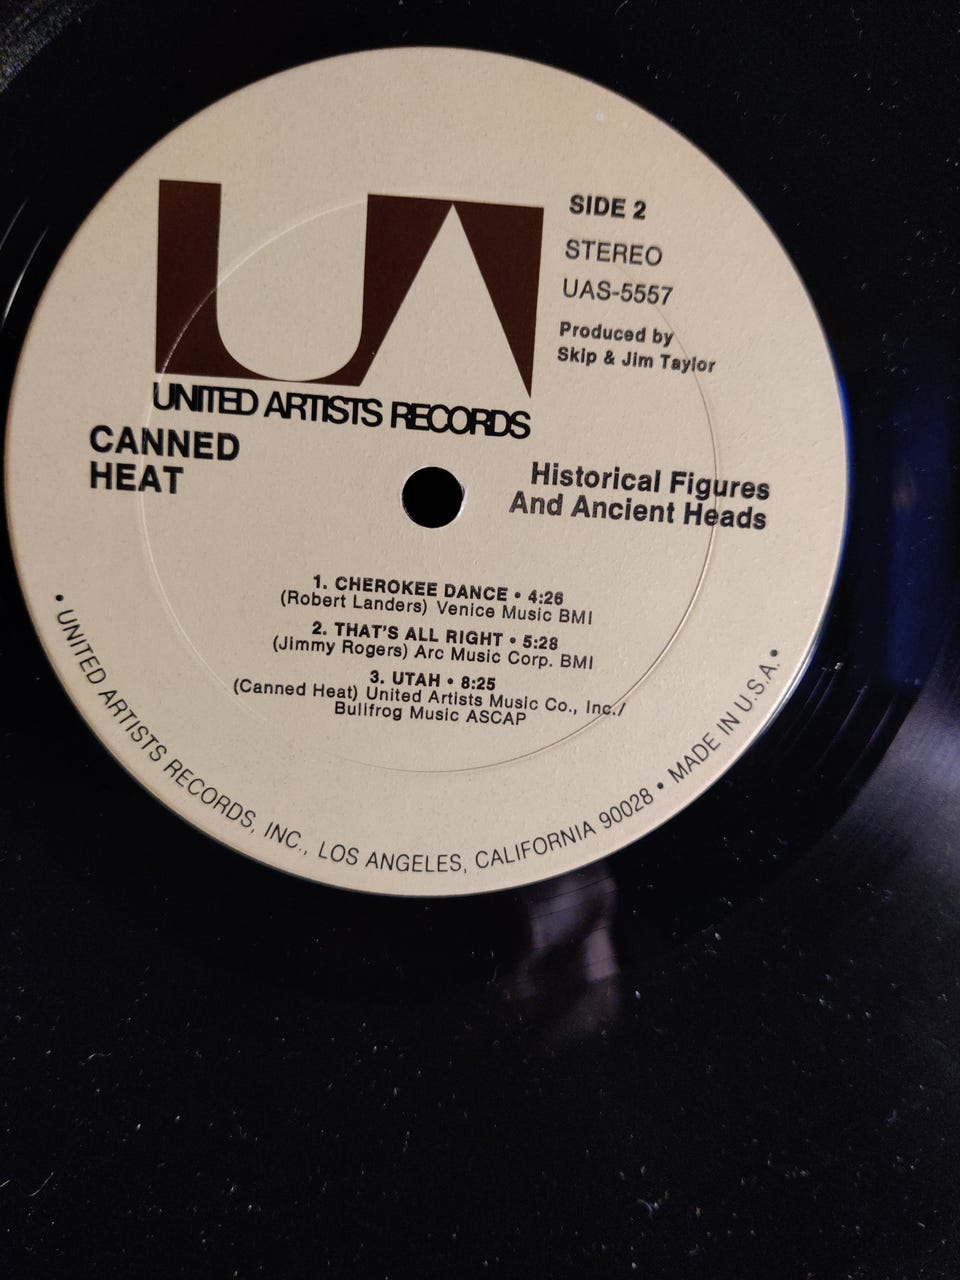 UA
UNITED ARTISTS RECORDS
SIDE 2
STEREO
UAS-5557
Produced by
Skip & Jim Taylor
CANNED
HEAT
Historical Figures
And Ancient Heads
1. CHEROKEE DANCE • 4:26
(Robert Landers) Venice Music BMI
2. THAT'S ALL RIGHT • 5:28
(Jimmy Rogers) Arc Music Corp. BMI
3. UTAH • 8:25
(Canned Heat) United Artists Music Co., Inc./
Bullfrog Music ASCAP
• UNITED ARTISTS RECORDS, INC., LOS ANGELES, CALIFORNIA 90028 • MADE IN U.S.A. •